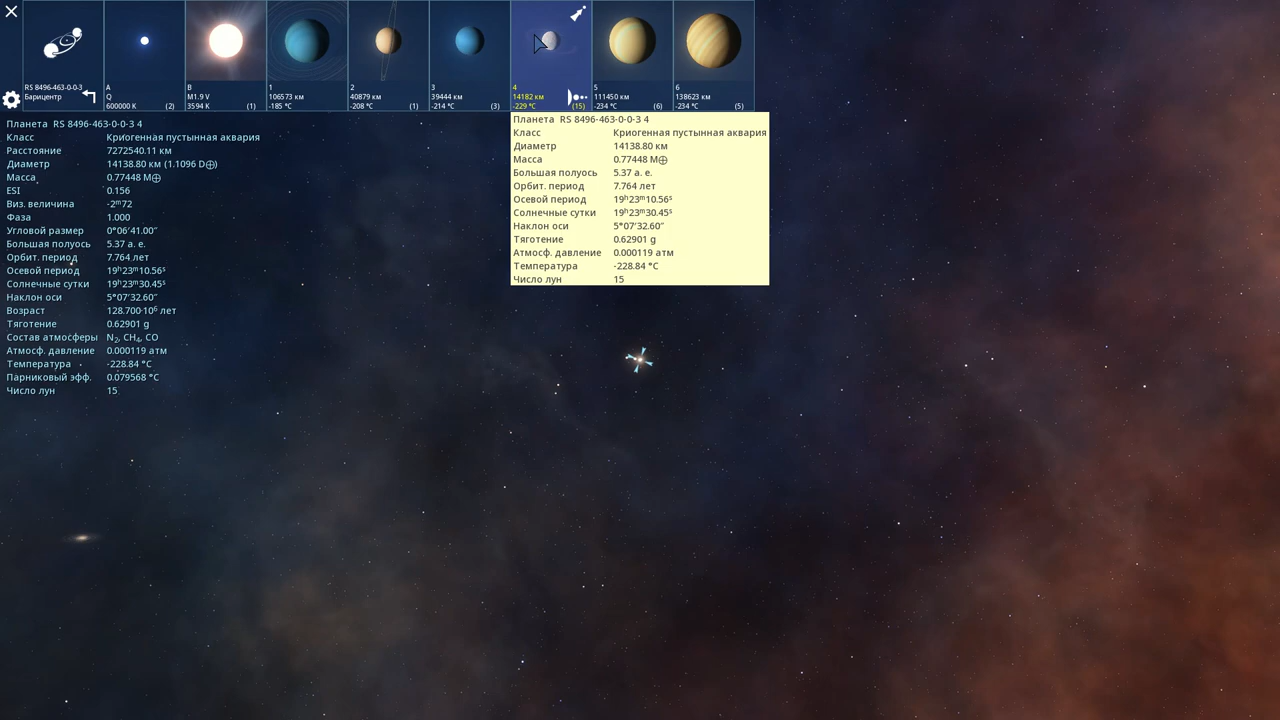 RS 8496-463-0-0-3
Барицентр
A
Q
600000 K (2)
B
M1.9 V
3594 K (1)
1
106573 км
-185 °C (1)
2
40879 км
-208 °C (1)
3
39444 км
-214 °C (3)
4
14182 км
-229 °C (15)
5
111450 км
-234 °C (6)
6
138623 км
-234 °C (5)
Планета RS 8496-463-0-0-3 4
Класс Криогенная пустынная аквария
Расстояние 7272540.11 км
Диаметр 14138.80 км (1.1096 D⊕)
Масса 0.77448 M⊕
ESI 0.156
Виз. величина -2ᵐ72
Фаза 1.000
Угловой размер 0°06′41.00″
Большая полуось 5.37 а. е.
Орбит. период 7.764 лет
Осевой период 19ʰ23ᵐ10.56ˢ
Солнечные сутки 19ʰ23ᵐ30.45ˢ
Наклон оси 5°07′32.60″
Возраст 128.700·10⁶ лет
Тяготение 0.62901 g
Состав атмосферы N₂, CH₄, CO
Атмосф. давление 0.000119 атм
Температура -228.84 °C
Парниковый эфф. 0.079568 °C
Число лун 15
Планета RS 8496-463-0-0-3 4
Класс Криогенная пустынная аквария
Диаметр 14138.80 км
Масса 0.77448 M⊕
Большая полуось 5.37 а. е.
Орбит. период 7.764 лет
Осевой период 19ʰ23ᵐ10.56ˢ
Солнечные сутки 19ʰ23ᵐ30.45ˢ
Наклон оси 5°07′32.60″
Тяготение 0.62901 g
Атмосф. давление 0.000119 атм
Температура -228.84 °C
Число лун 15